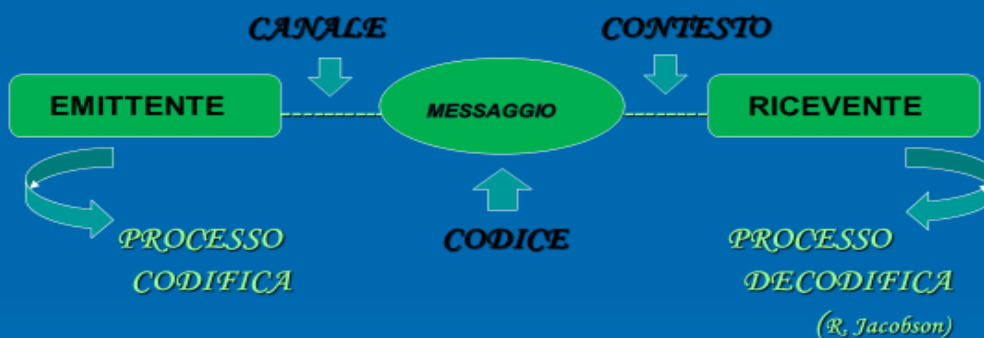 CANALE CONTESTO
EMITTENTE MESSAGGIO RICEVENTE
PROCESSO CODICE PROCESSO
CODIFICA DECODIFICA
(R. Jacobson)